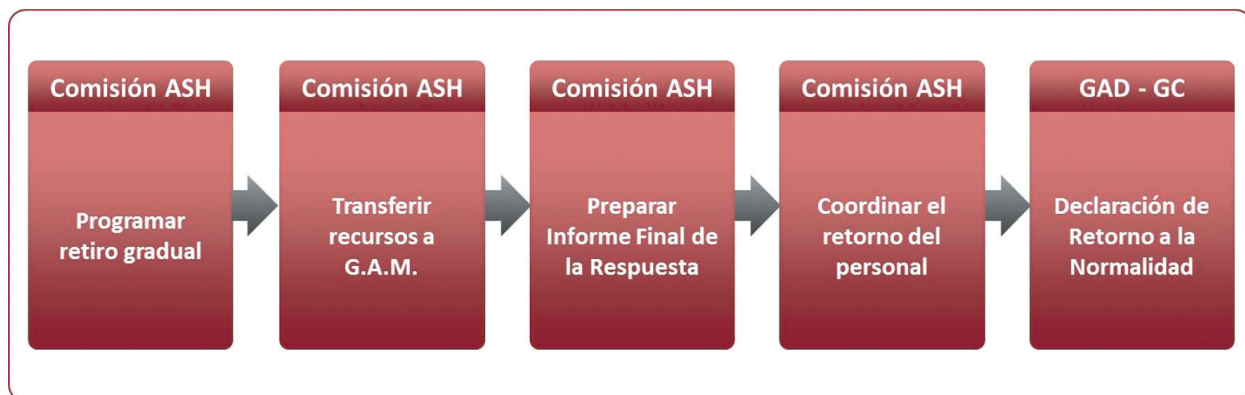 Comisión ASH
Programar
retiro gradual
Comisión ASH
Transferir
recursos a
G.A.M.
Comisión ASH
Preparar
Informe Final de
la Respuesta
Comisión ASH
Coordinar el
retorno del
personal
GAD - GC
Declaración de
Retorno a la
Normalidad